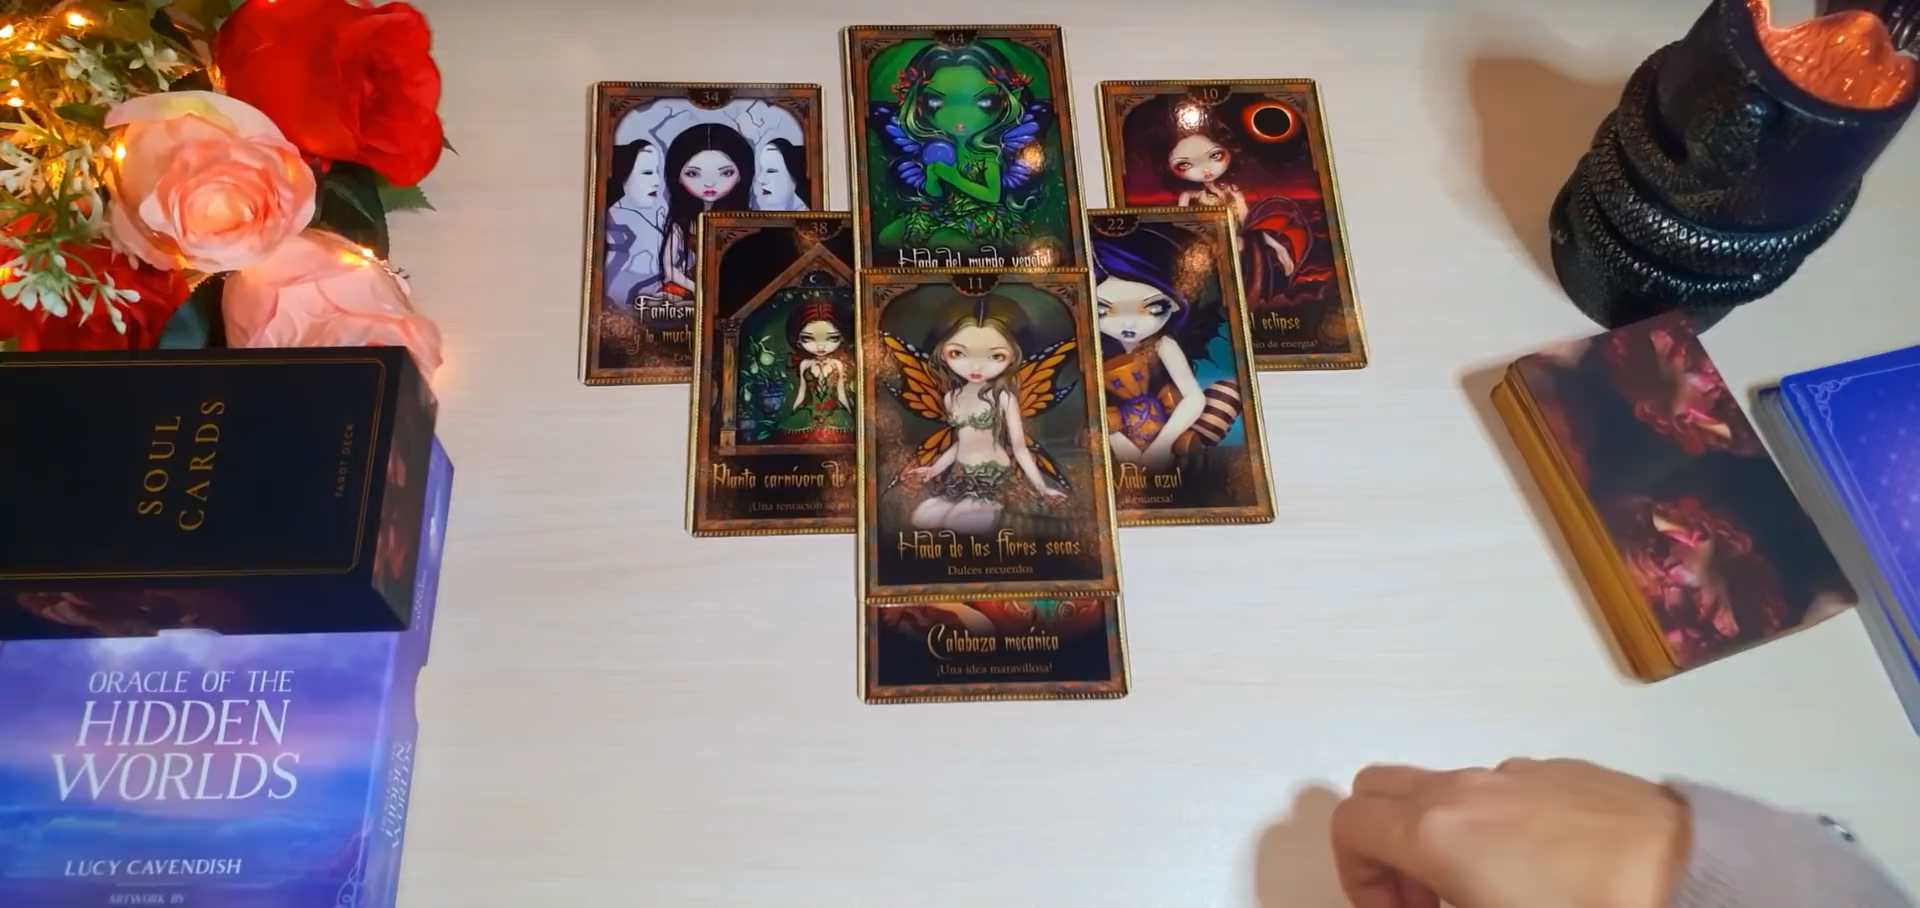 44
34
10
Hada del mundo vegetal
38
22
Fantasm
y la much
l eclipse
io de energía!
11
Planta carnívora de
¡Una tentación
Vudú azul
¡Renuncia!
Hada de las flores secas
Dulces recuerdos
Calabaza mecánica
¡Una idea maravillosa!
SOUL
CARDS
TAROT DECK
ORACLE OF THE
HIDDEN
WORLDS
LUCY CAVENDISH
ARTWORK BY